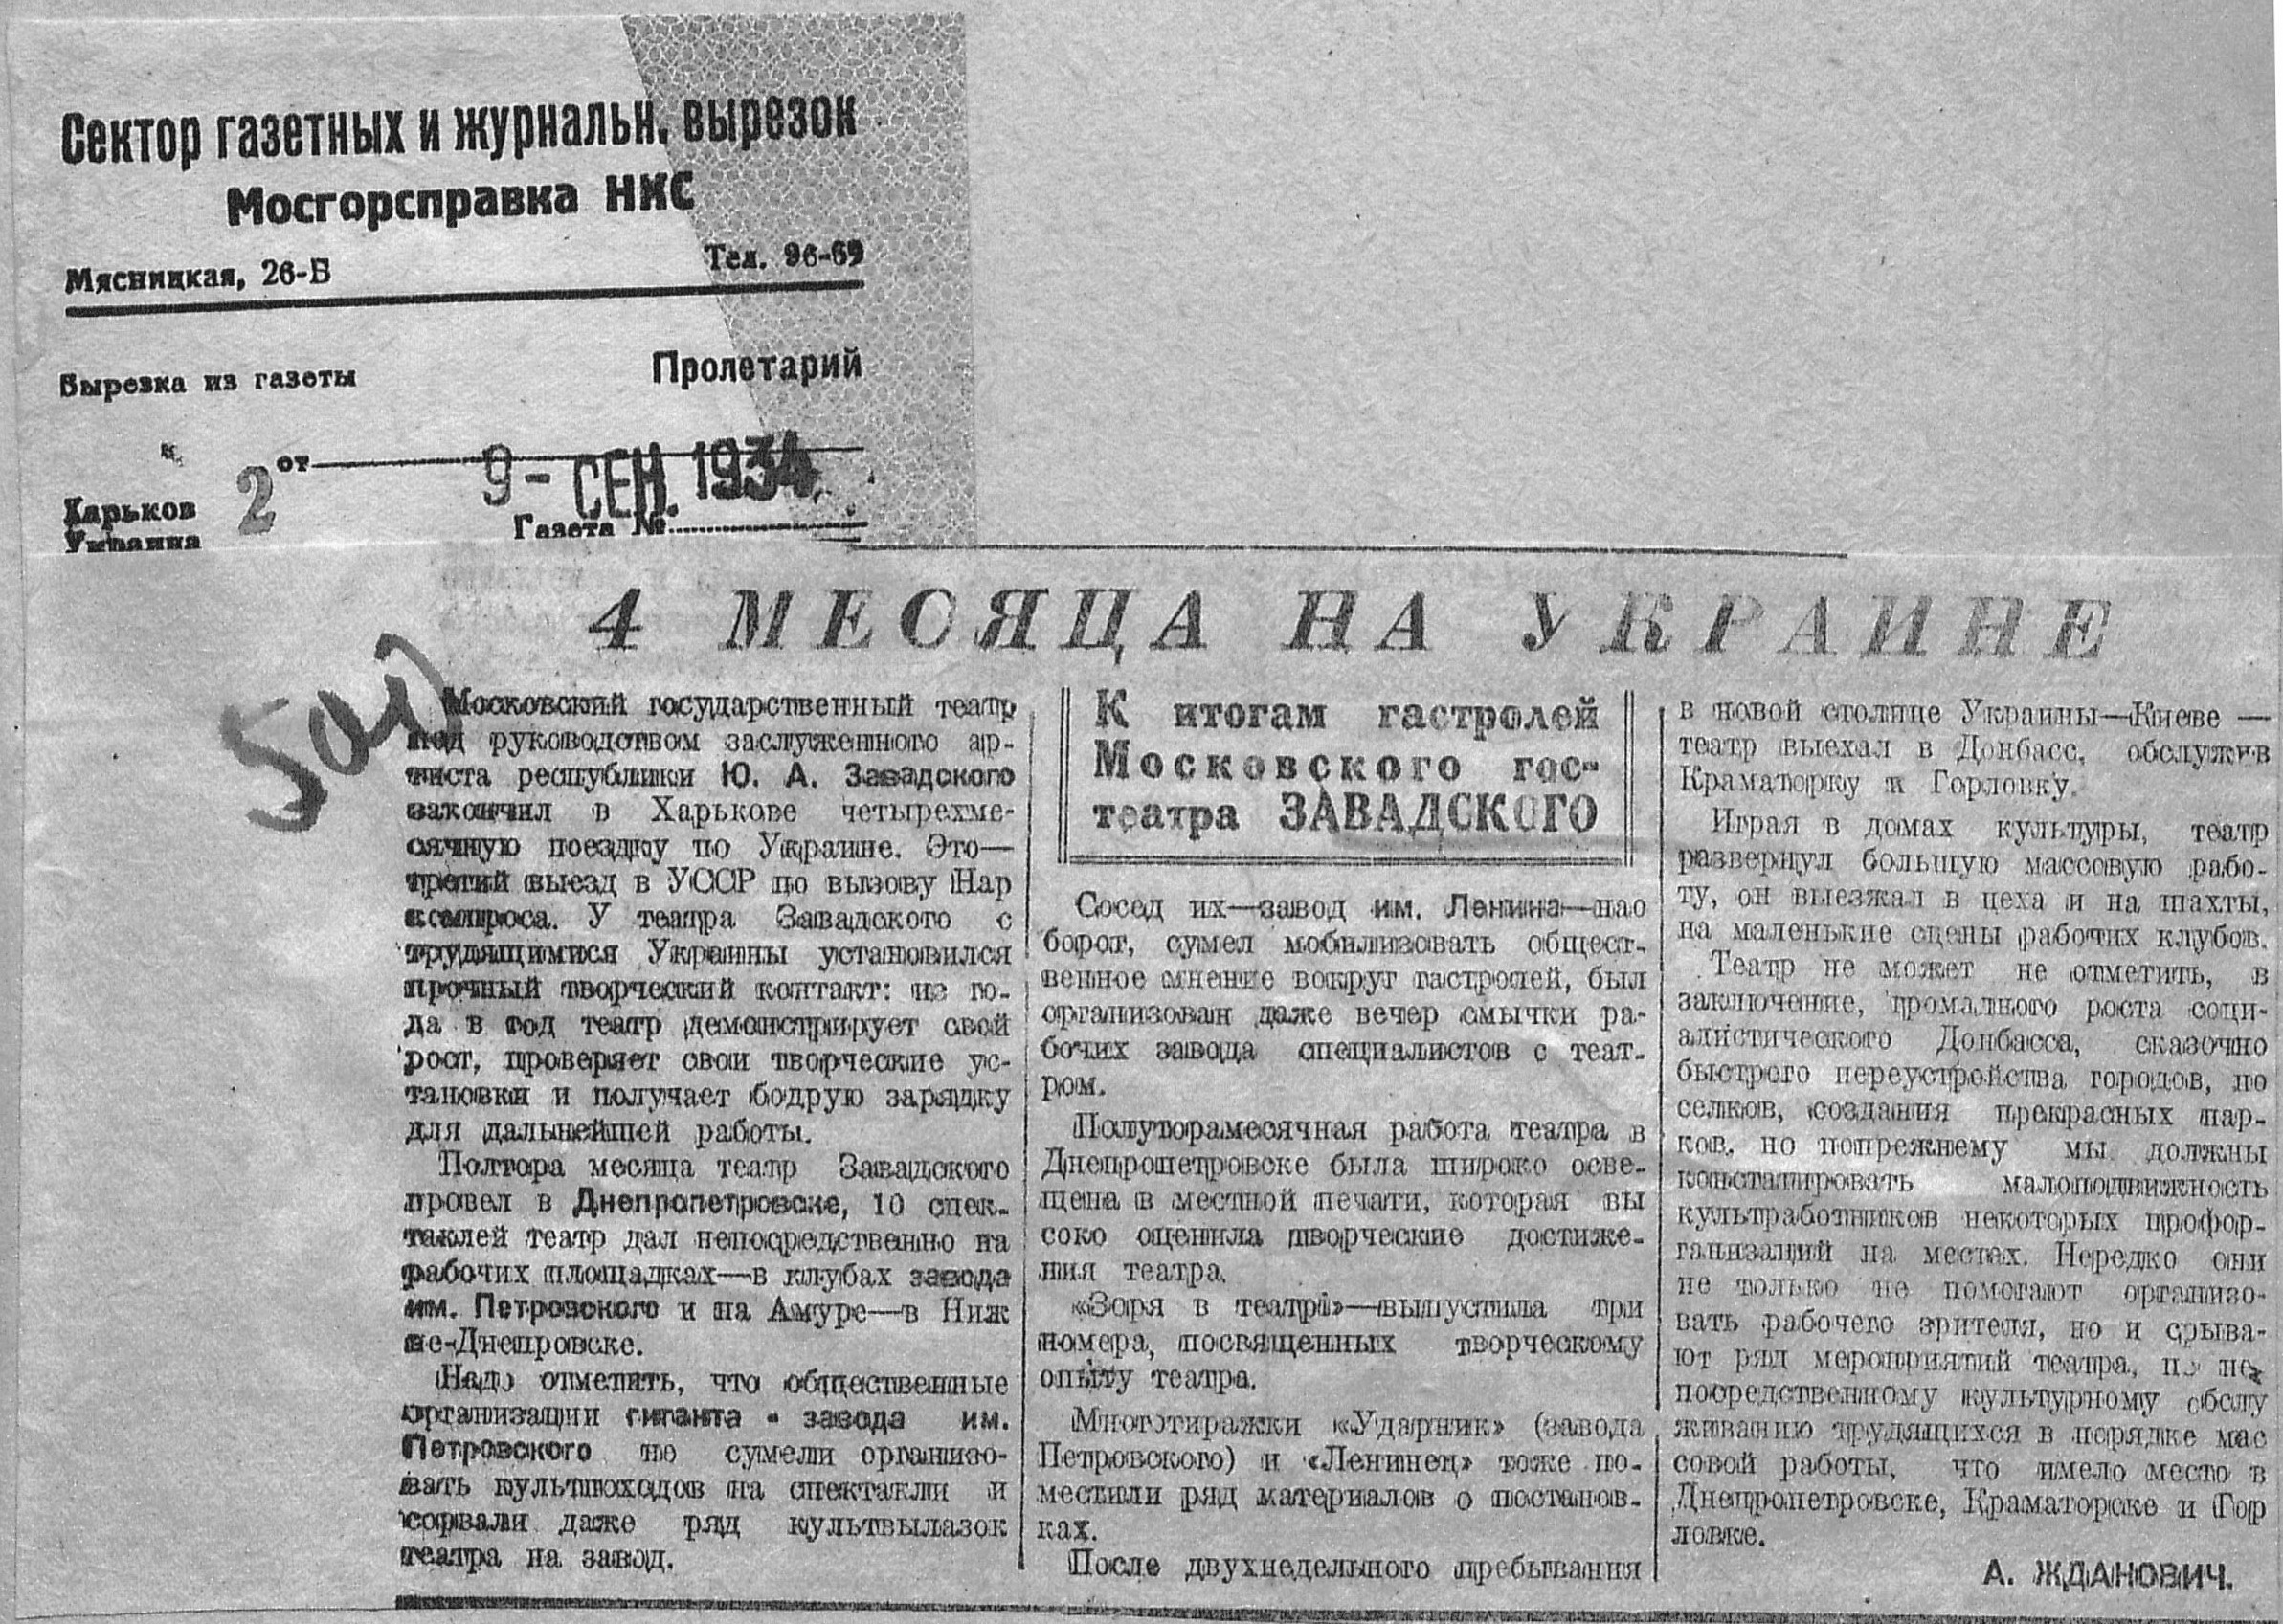 Сектор газетных и журнальн. вырезок
Мосгорсправка НКС
Мясницкая, 26-Б Тел. 96-69
Вырезка из газеты Пролетарий
от 9- СЕН. 1934
Харьков 2
Украина Газета №
4 МЕСЯЦА НА УКРАИНЕ
Московский государственный театр
под руководством заслуженного ар-
тиста республики Ю. А. Завадского
закончил в Харькове четырехме-
сячную поездку по Украине. Это—
третий выезд в УССР по вызову Нар
компроса. У театра Завадского с
трудящимися Украины установился
прочный творческий контакт: из го-
да в год театр демонстрирует свой
рост, проверяет свои творческие ус-
тановки и получает бодрую зарядку
для дальнейшей работы.
Полтора месяца театр Завадского
провел в Днепропетровске, 10 спек-
таклей театр дал непосредственно на
рабочих площадках—в клубах завода
им. Петровского и на Амуре—в Ниж
не-Днепровске.
Надо отметить, что общественные
организации гиганта - завода им.
Петровского не сумели организо-
вать культпоходов на спектакли и
сорвали даже ряд культвылазок
театра на завод.
К итогам гастролей
Московского гос-
театра ЗАВАДСКОГО
Сосед их—завод им. Ленина—нао
борот, сумел мобилизовать общест-
венное мнение вокруг гастролей, был
организован даже вечер смычки ра-
бочих завода специалистов с теат-
ром.
Полуторамесячная работа театра в
Днепропетровске была широко осве-
щена в местной печати, которая вы
соко оценила творческие достиже-
ния театра.
«Зоря в театрі»—выпустила три
номера, посвященных творческому
опыту театра.
Многотиражки «Ударник» (завода
Петровского) и «Ленинец» тоже по-
местили ряд материалов о постанов-
ках.
После двухнедельного пребывания
в новой столице Украины—Киеве —
театр выехал в Донбасс, обслужив
Краматорку и Горловку.
Играя в домах культуры, театр
развернул большую массовую рабо-
ту, он выезжал в цеха и на шахты,
на маленькие сцены рабочих клубов.
Театр не может не отметить, в
заключение, громадного роста соци-
алистического Донбасса, сказочно
быстрого переустройства городов, по
селков, создания прекрасных пар-
ков, но попрежнему мы должны
констатировать малоподвижность
культработников некоторых профор-
ганизаций на местах. Нередко они
не только не помогают организо-
вать рабочего зрителя, но и срыва-
ют ряд мероприятий театра, по не
посредственному культурному обслу
живанию трудящихся в порядке мас
совой работы, что имело место в
Днепропетровске, Краматорске и Гор
ловке.
А. ЖДАНОВИЧ.